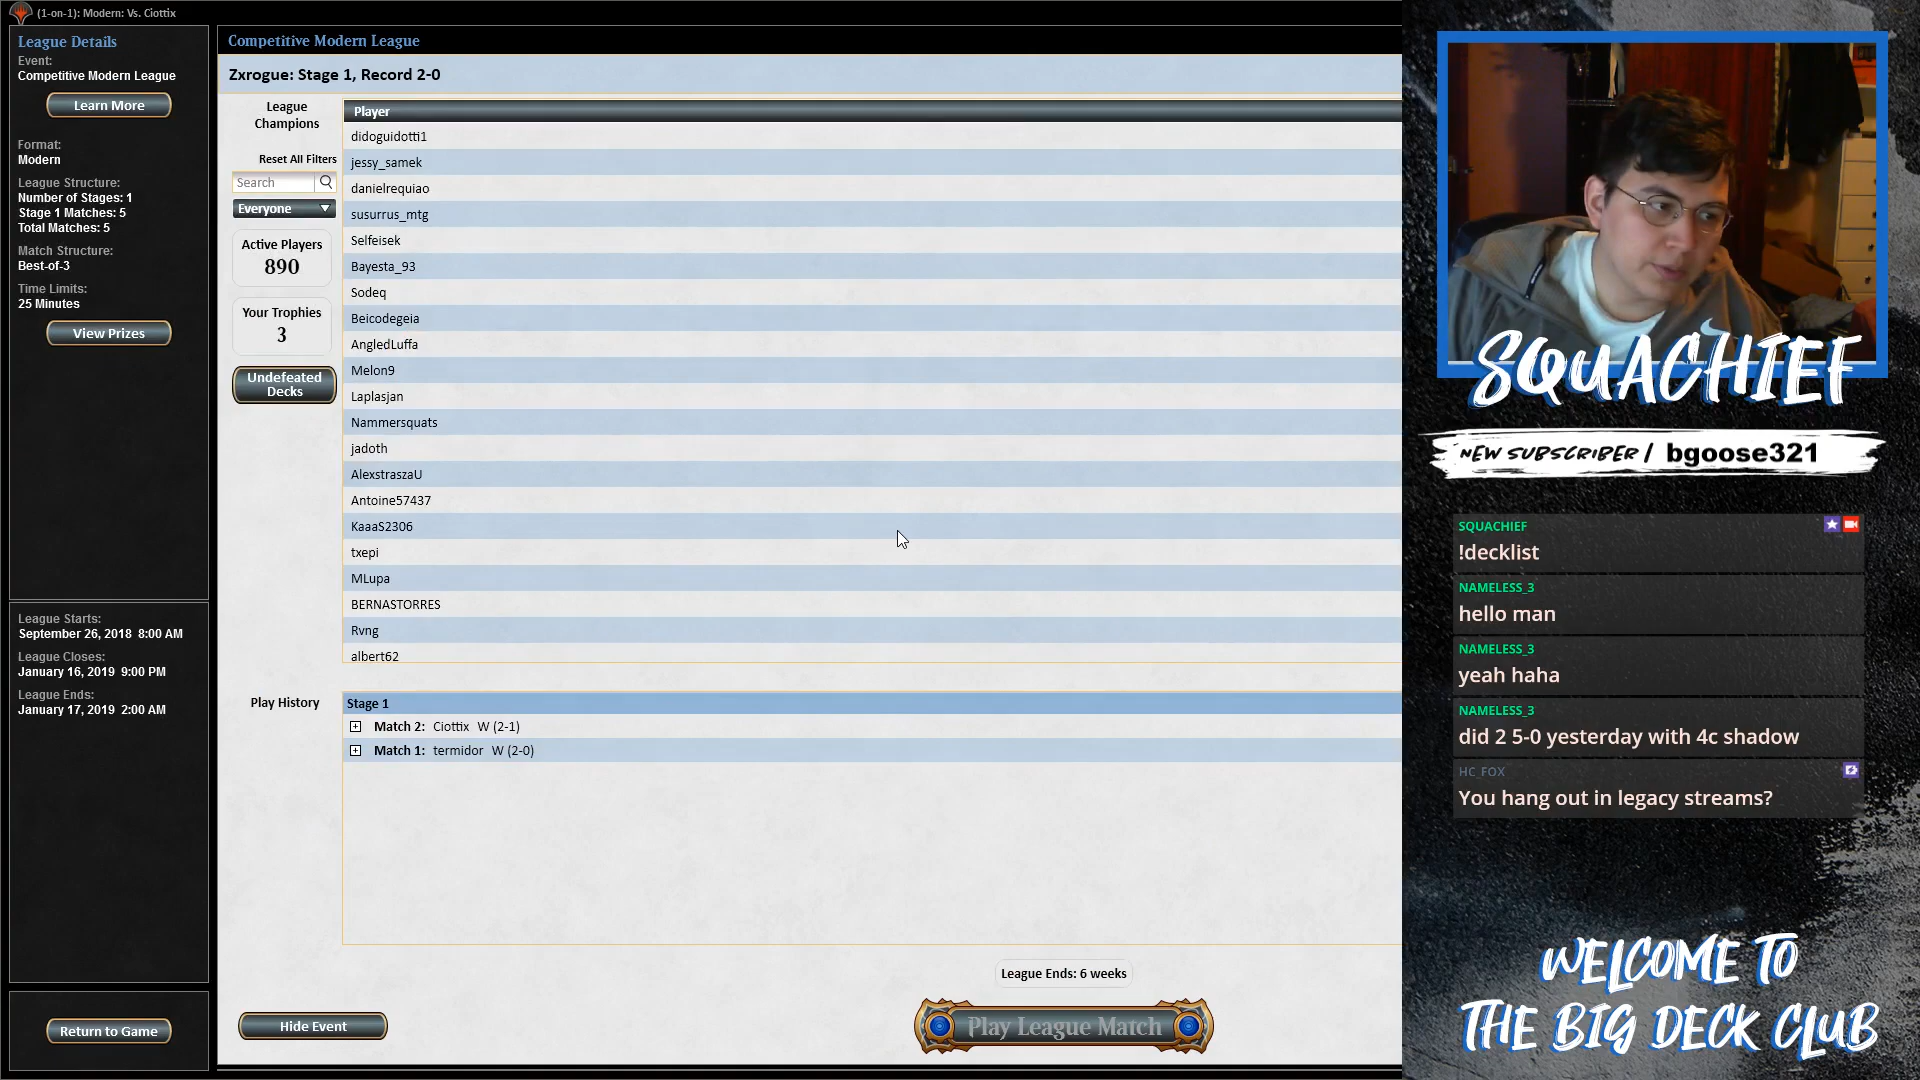 (1-on-1): Modern: Vs. Ciottix
League Details
Event:
Competitive Modern League
Learn More
Format:
Modern
League Structure:
Number of Stages: 1
Stage 1 Matches: 5
Total Matches: 5
Match Structure:
Best-of-3
Time Limits:
25 Minutes
View Prizes
League Starts:
September 26, 2018 8:00 AM
League Closes:
January 16, 2019 9:00 PM
League Ends:
January 17, 2019 2:00 AM
Return to Game
Competitive Modern League
Zxrogue: Stage 1, Record 2-0
League
Champions
Reset All Filters
Search
Everyone
Active Players
890
Your Trophies
3
Undefeated
Decks
Player
didoguidotti1
jessy_samek
danielrequiao
susurrus_mtg
Selfeisek
Bayesta_93
Sodeq
Beicodegeia
AngledLuffa
Melon9
Laplasjan
Nammersquats
jadoth
AlexstraszaU
Antoine57437
KaaaS2306
txepi
MLupa
BERNASTORRES
Rvng
albert62
Play History
Stage 1
Match 2: Ciottix W (2-1)
Match 1: termidor W (2-0)
League Ends: 6 weeks
Hide Event
Play League Match
SQUACHIEF
NEW SUBSCRIBER / bgoose321
SQUACHIEF
!decklist
NAMELESS_3
hello man
NAMELESS_3
yeah haha
NAMELESS_3
did 2 5-0 yesterday with 4c shadow
HC_FOX
You hang out in legacy streams?
WELCOME TO
THE BIG DECK CLUB